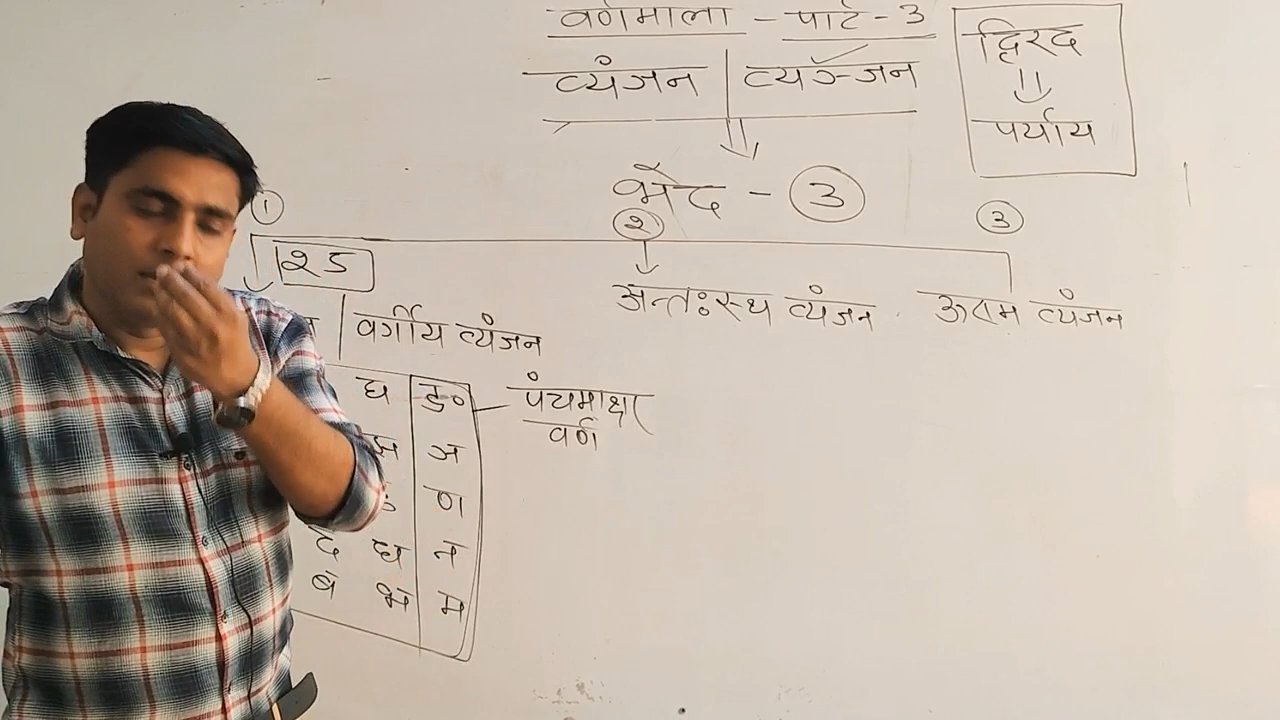 वर्णमाला - पार्ट - 3
व्यंजन | व्यञ्जन
द्विरद
पर्याय
भेद - 3
1 2 3
25
अन्तःस्थ व्यंजन
ऊष्म व्यंजन
वर्गीय व्यंजन
घ ङ
पंचमाक्षर
वर्ण
झ ञ
ण
द ध न
ब भ म